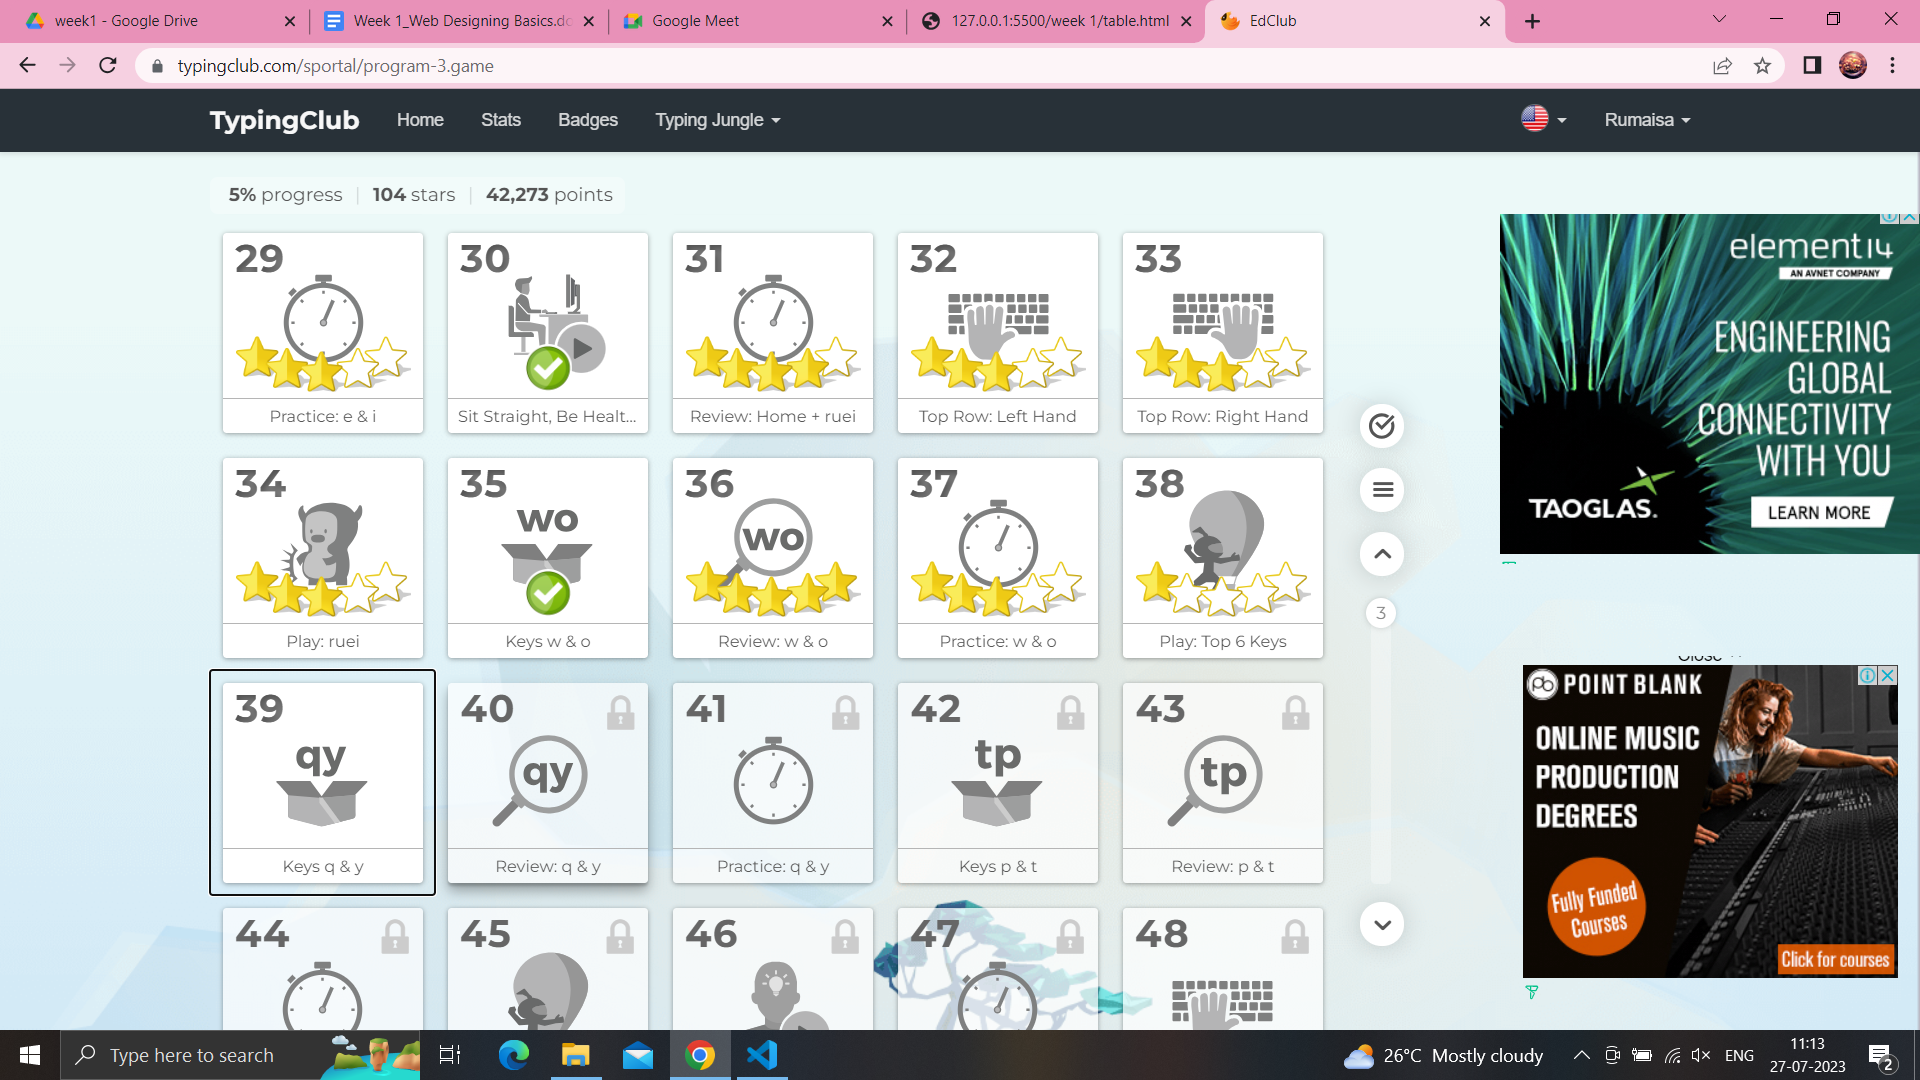 week1 - Google Drive
Week 1_Web Designing Basics.do
Google Meet
127.0.0.1:5500/week 1/table.html
EdClub
typingclub.com/sportal/program-3.game
TypingClub
Home
Stats
Badges
Typing Jungle
Rumaisa
5% progress
104 stars
42,273 points
29
30
31
32
33
Practice: e & i
Sit Straight, Be Healt...
Review: Home + ruei
Top Row: Left Hand
Top Row: Right Hand
34
35
36
37
38
wo
wo
Play: ruei
Keys w & o
Review: w & o
Practice: w & o
Play: Top 6 Keys
3
39
40
41
42
43
qy
qy
tp
tp
Keys q & y
Review: q & y
Practice: q & y
Keys p & t
Review: p & t
44
45
46
47
48
element14
AN AVNET COMPANY
ENGINEERING
GLOBAL
CONNECTIVITY
WITH YOU
TAOGLAS.
LEARN MORE
Close
pb POINT BLANK
ONLINE MUSIC
PRODUCTION
DEGREES
Fully Funded
Courses
Click for courses
Type here to search
26°C Mostly cloudy
ENG
11:13
27-07-2023
2